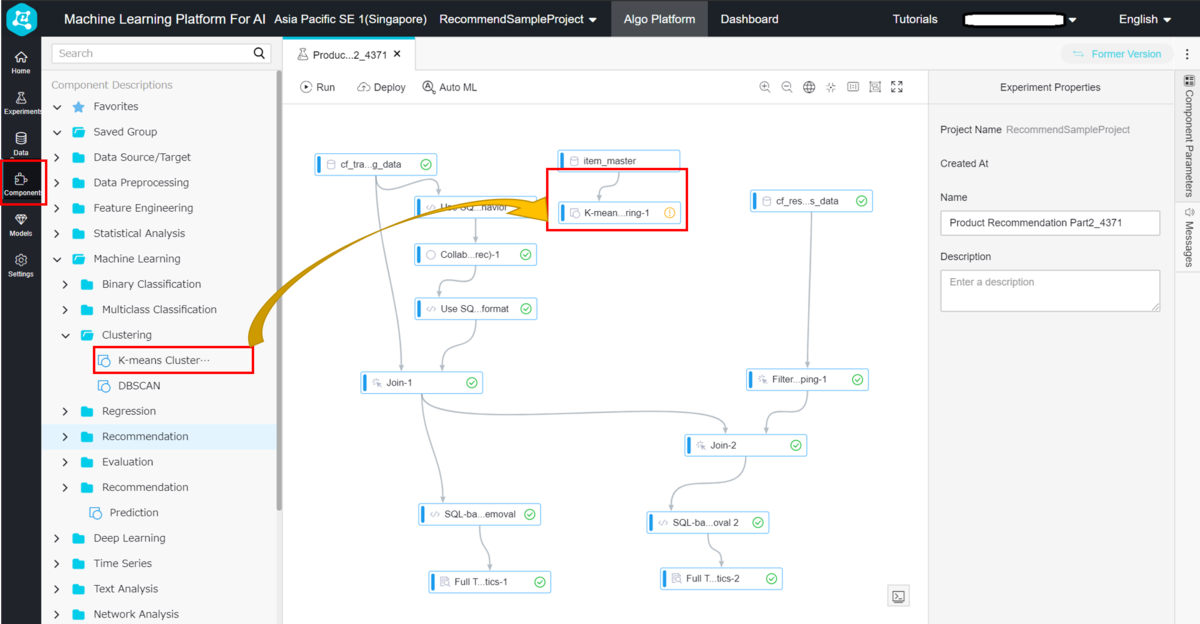 Machine Learning Platform For AI Asia Pacific SE 1(Singapore) RecommendSampleProject Algo Platform Dashboard Tutorials English
Home
Experiments
Data
Components
Models
Settings
Search
Component Descriptions
Favorites
Saved Group
Data Source/Target
Data Preprocessing
Feature Engineering
Statistical Analysis
Machine Learning
Binary Classification
Multiclass Classification
Clustering
K-means Cluster···
DBSCAN
Regression
Recommendation
Evaluation
Recommendation
Prediction
Deep Learning
Time Series
Text Analysis
Network Analysis
Produc...2_4371
Former Version
Run Deploy Auto ML
cf_tra...g_data
item_master
K-mean...ring-1
cf_res...s_data
Collab...rec)-1
Use SQ...format
Join-1
Filter...ping-1
Join-2
SQL-ba...emoval
SQL-ba...oval 2
Full T...tics-1
Full T...tics-2
Experiment Properties
Project Name RecommendSampleProject
Created At
Name
Product Recommendation Part2_4371
Description
Enter a description
Component Parameters
Messages